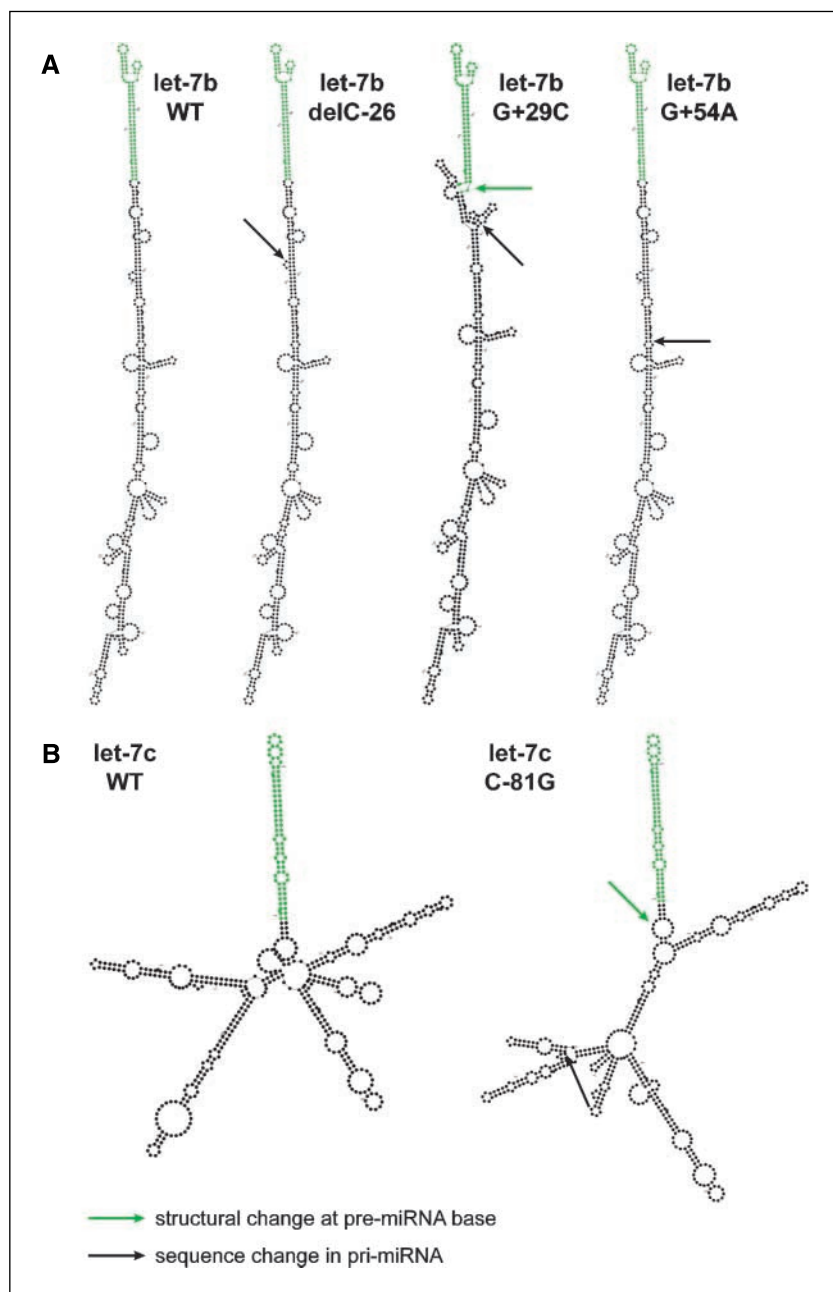 A
let-7b
WT
let-7b
delC-26
let-7b
G+29C
let-7b
G+54A
B
let-7c
WT
let-7c
C-81G
structural change at pre-miRNA base
sequence change in pri-miRNA